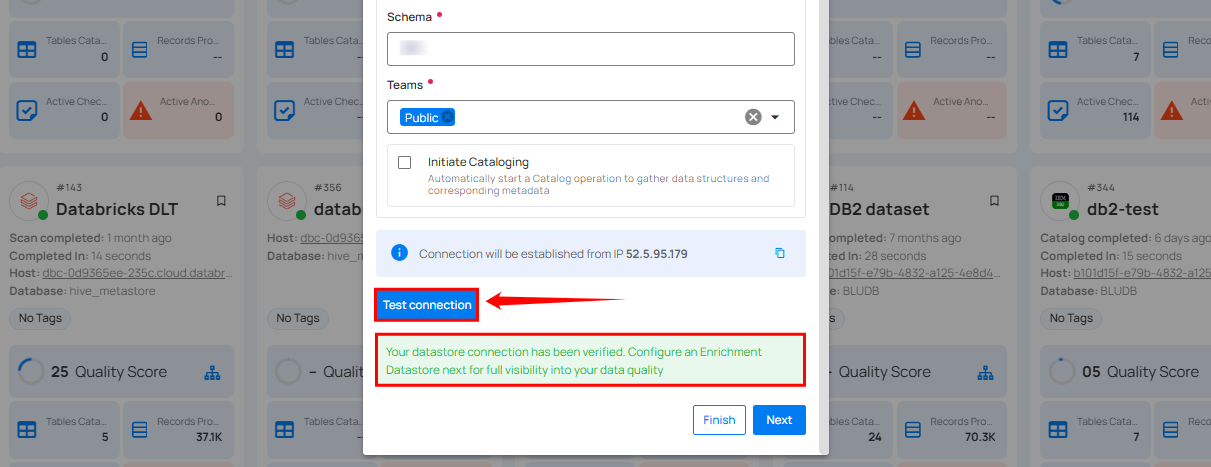 Tables Cata...
0
Records Pro...
--
Active Chec...
0
Active Ano...
0
#143
Databricks DLT
Scan completed: 1 month ago
Completed In: 14 seconds
Host: dbc-0d9365ee-235c.cloud.databr...
Database: hive_metastore
No Tags
25 Quality Score
Tables Cata...
5
Records Pro...
37.1K
Tables Cata...
Active Chec...
#356
datab
Host: dbc-0d9365
Database: hive_m
No Tags
– Quality
Tables Cata...
Schema •
Teams •
Public
Initiate Cataloging
Automatically start a Catalog operation to gather data structures and
corresponding metadata
Connection will be established from IP 52.5.95.179
Test connection
Your datastore connection has been verified. Configure an Enrichment
Datastore next for full visibility into your data quality
Finish
Next
Records Pro...
--
Active Ano...
--
#114
DB2 dataset
completed: 7 months ago
In: 28 seconds
01d15f-e79b-4832-a125-4e8d4...
BLUDB
Tags
Quality Score
24
Records Pro...
70.3K
Tables Cata...
7
Records Pro...
--
Active Chec...
114
Active Ano
#344
db2-test
Catalog completed: 6 days ago
Completed In: 15 seconds
Host: b101d15f-e79b-4832-a125
Database: BLUDB
No Tags
05 Quality Score
Tables Cata...
7
Records Pro...